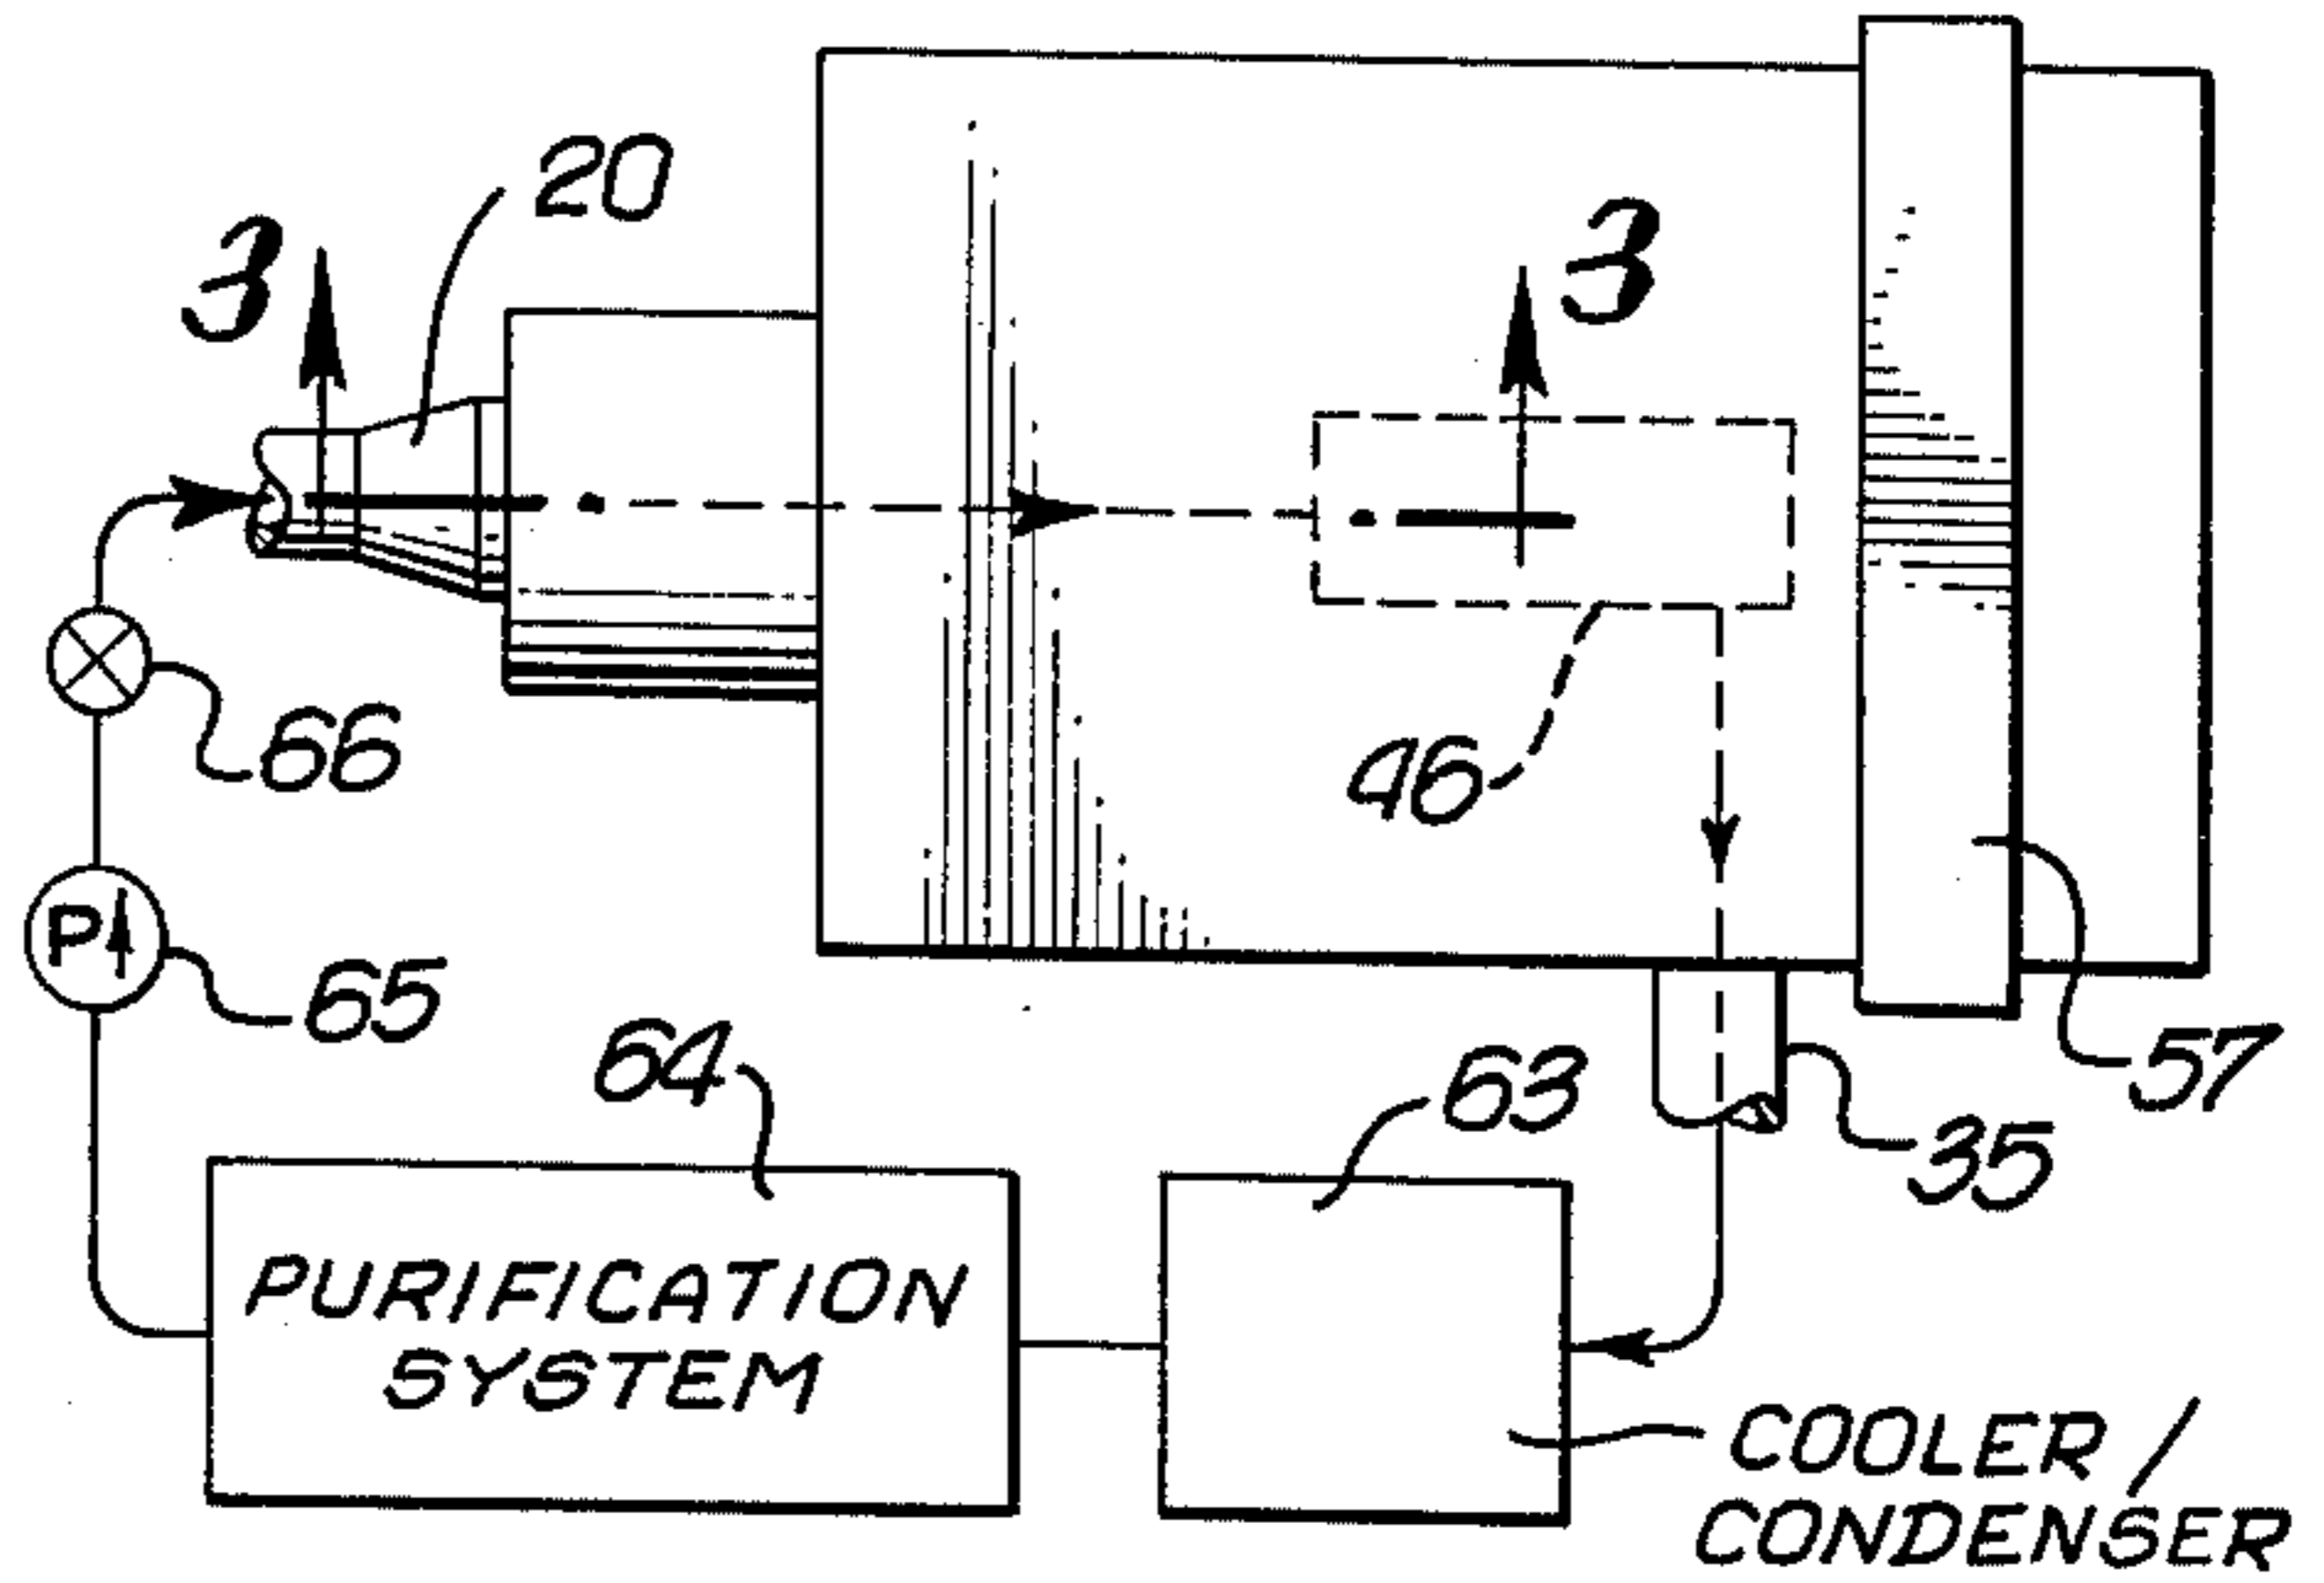 20
3
3
66
46
P
65
64
63
57
35
PURIFICATION
SYSTEM
COOLER/
CONDENSER